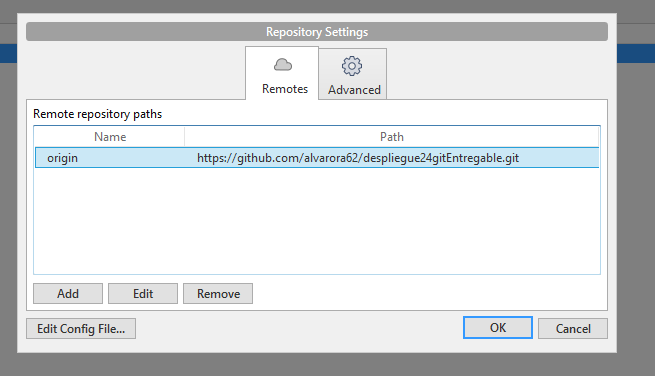 Repository Settings
Remotes
Advanced
Remote repository paths
Name Path
origin https://github.com/alvarora62/despliegue24gitEntregable.git
Add Edit Remove
Edit Config File... OK Cancel